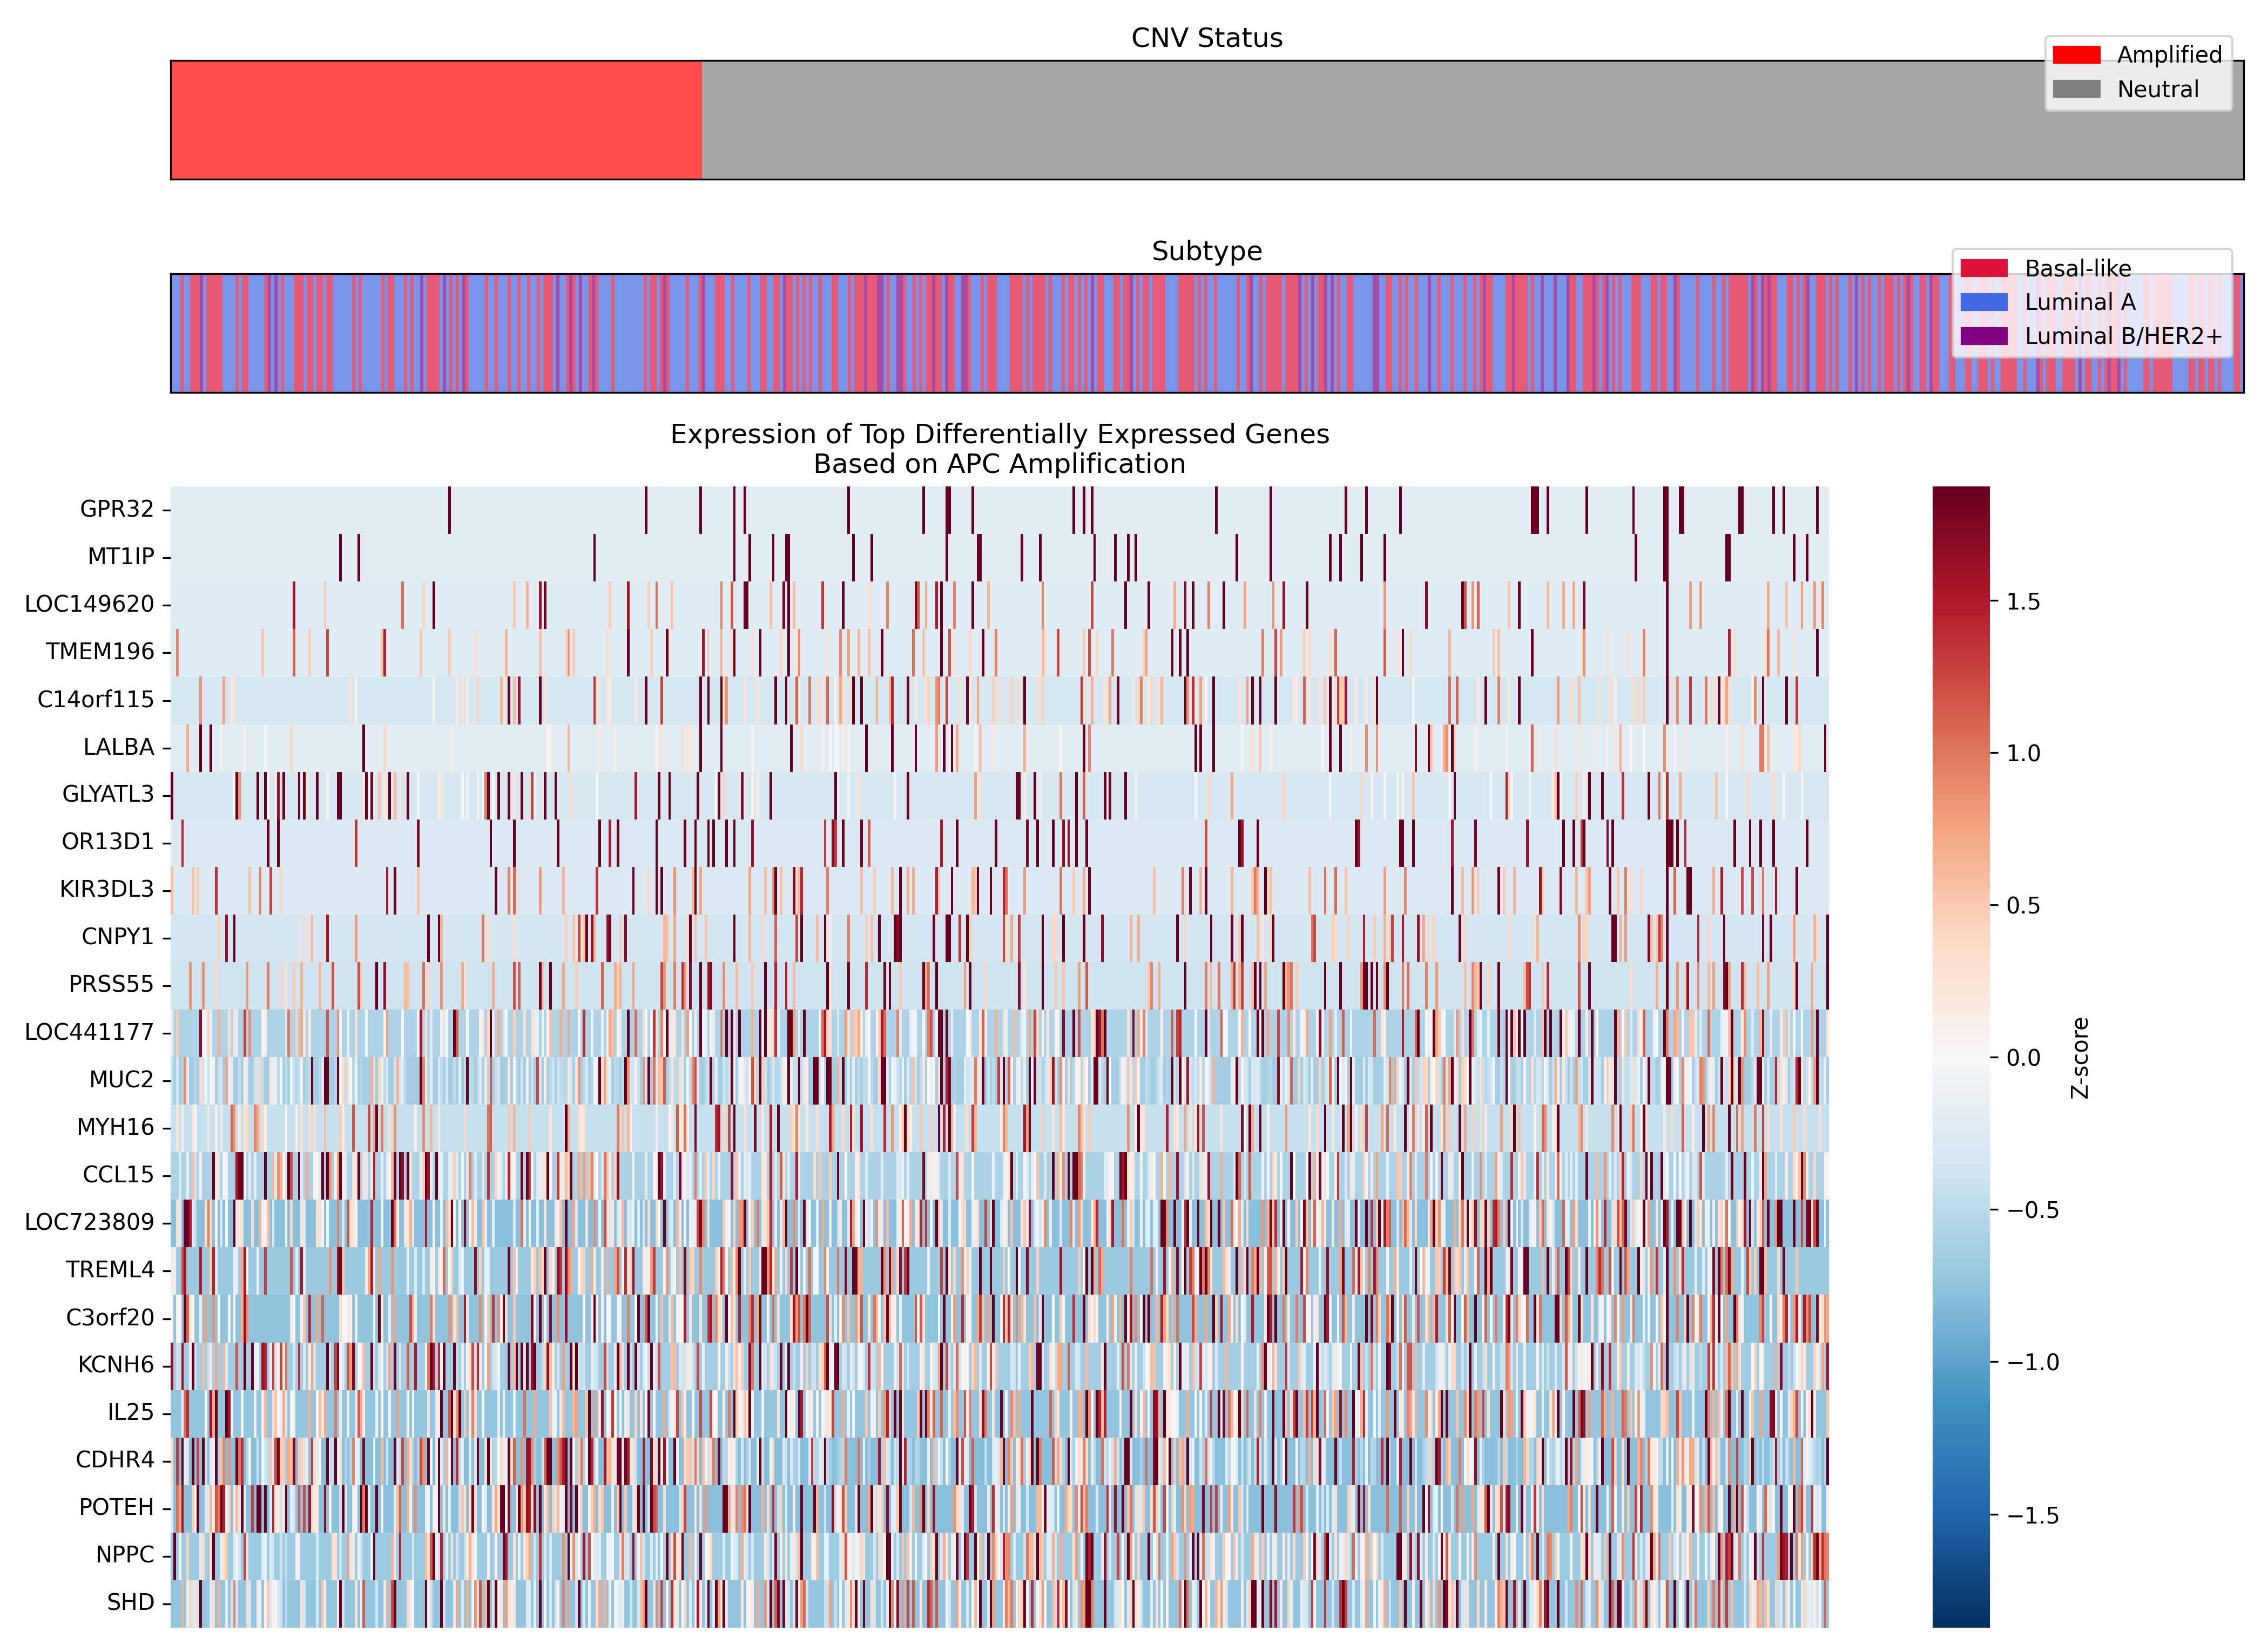 CNV Status
Amplified
Neutral
Subtype
Basal-like
Luminal A
Luminal B/HER2+
Expression of Top Differentially Expressed Genes
Based on APC Amplification
GPR32
MT1IP
LOC149620
TMEM196
C14orf115
LALBA
GLYATL3
OR13D1
KIR3DL3
CNPY1
PRSS55
LOC441177
MUC2
MYH16
CCL15
LOC723809
TREML4
C3orf20
KCNH6
IL25
CDHR4
POTEH
NPPC
SHD
1.5
1.0
0.5
0.0
−0.5
−1.0
−1.5
Z-score